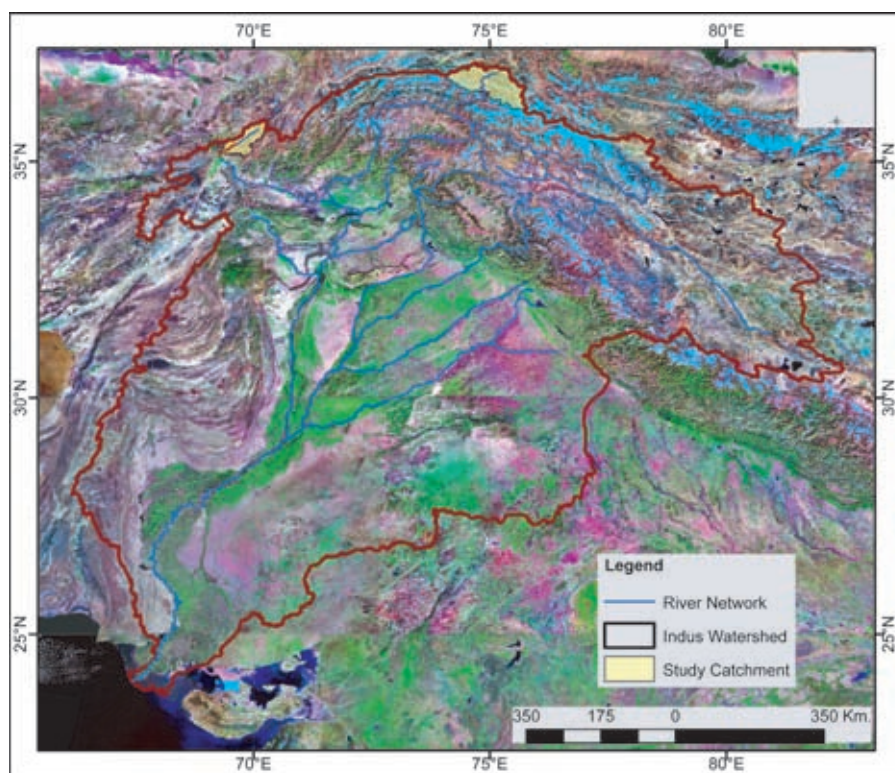 70°E 75°E 80°E
35°N 35°N
30°N 30°N
25°N 25°N
Legend
River Network
Indus Watershed
Study Catchment
350 175 0 350 Km.
70°E 75°E 80°E